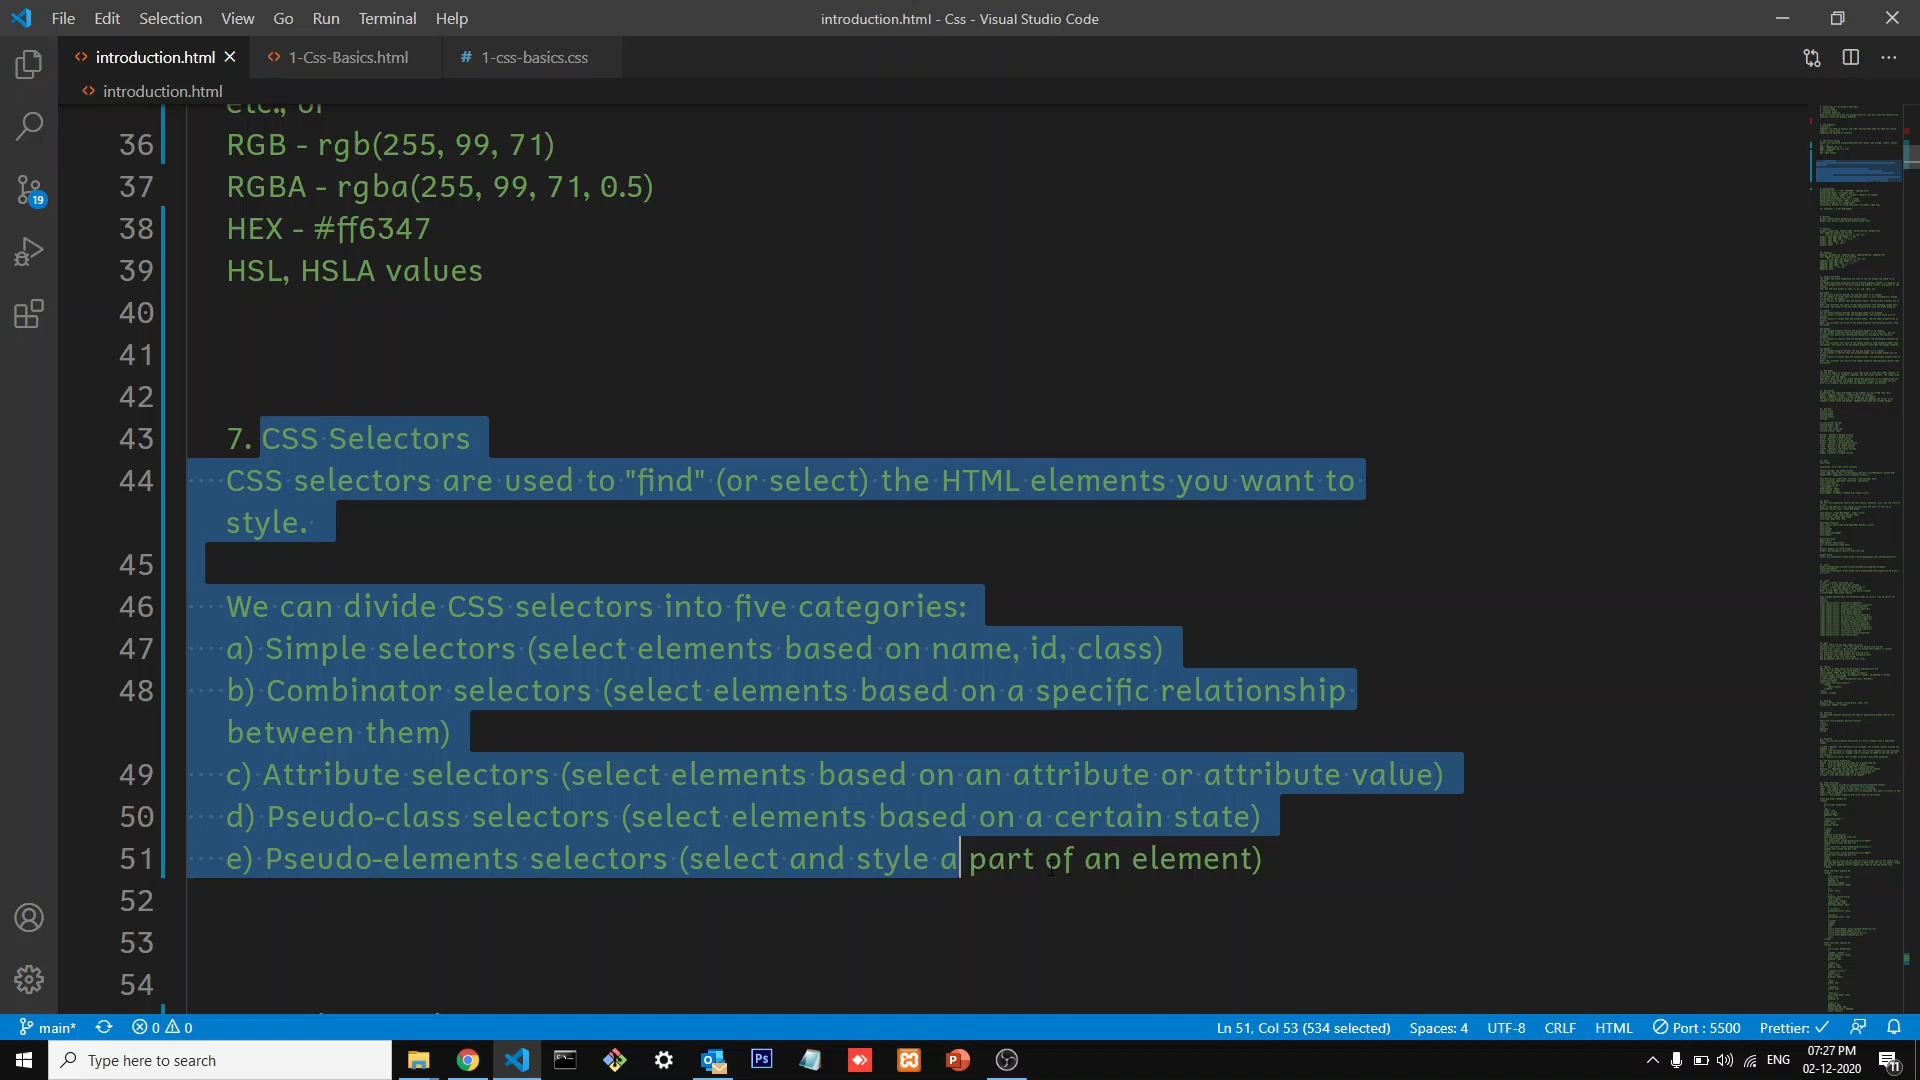 File Edit Selection View Go Run Terminal Help
introduction.html - Css - Visual Studio Code
introduction.html
1-Css-Basics.html
# 1-css-basics.css
introduction.html
etc., or
36 RGB - rgb(255, 99, 71)
37 RGBA - rgba(255, 99, 71, 0.5)
38 HEX - #ff6347
39 HSL, HSLA values
40
41
42
43 7. CSS Selectors
44 CSS selectors are used to "find" (or select) the HTML elements you want to
style.
45
46 We can divide CSS selectors into five categories:
47 a) Simple selectors (select elements based on name, id, class)
48 b) Combinator selectors (select elements based on a specific relationship
between them)
49 c) Attribute selectors (select elements based on an attribute or attribute value)
50 d) Pseudo-class selectors (select elements based on a certain state)
51 e) Pseudo-elements selectors (select and style a part of an element)
52
53
54
19
main* 0 0 Ln 51, Col 53 (534 selected) Spaces: 4 UTF-8 CRLF HTML Port : 5500 Prettier: ✓
Type here to search
Ps
ENG
07:27 PM
02-12-2020
11